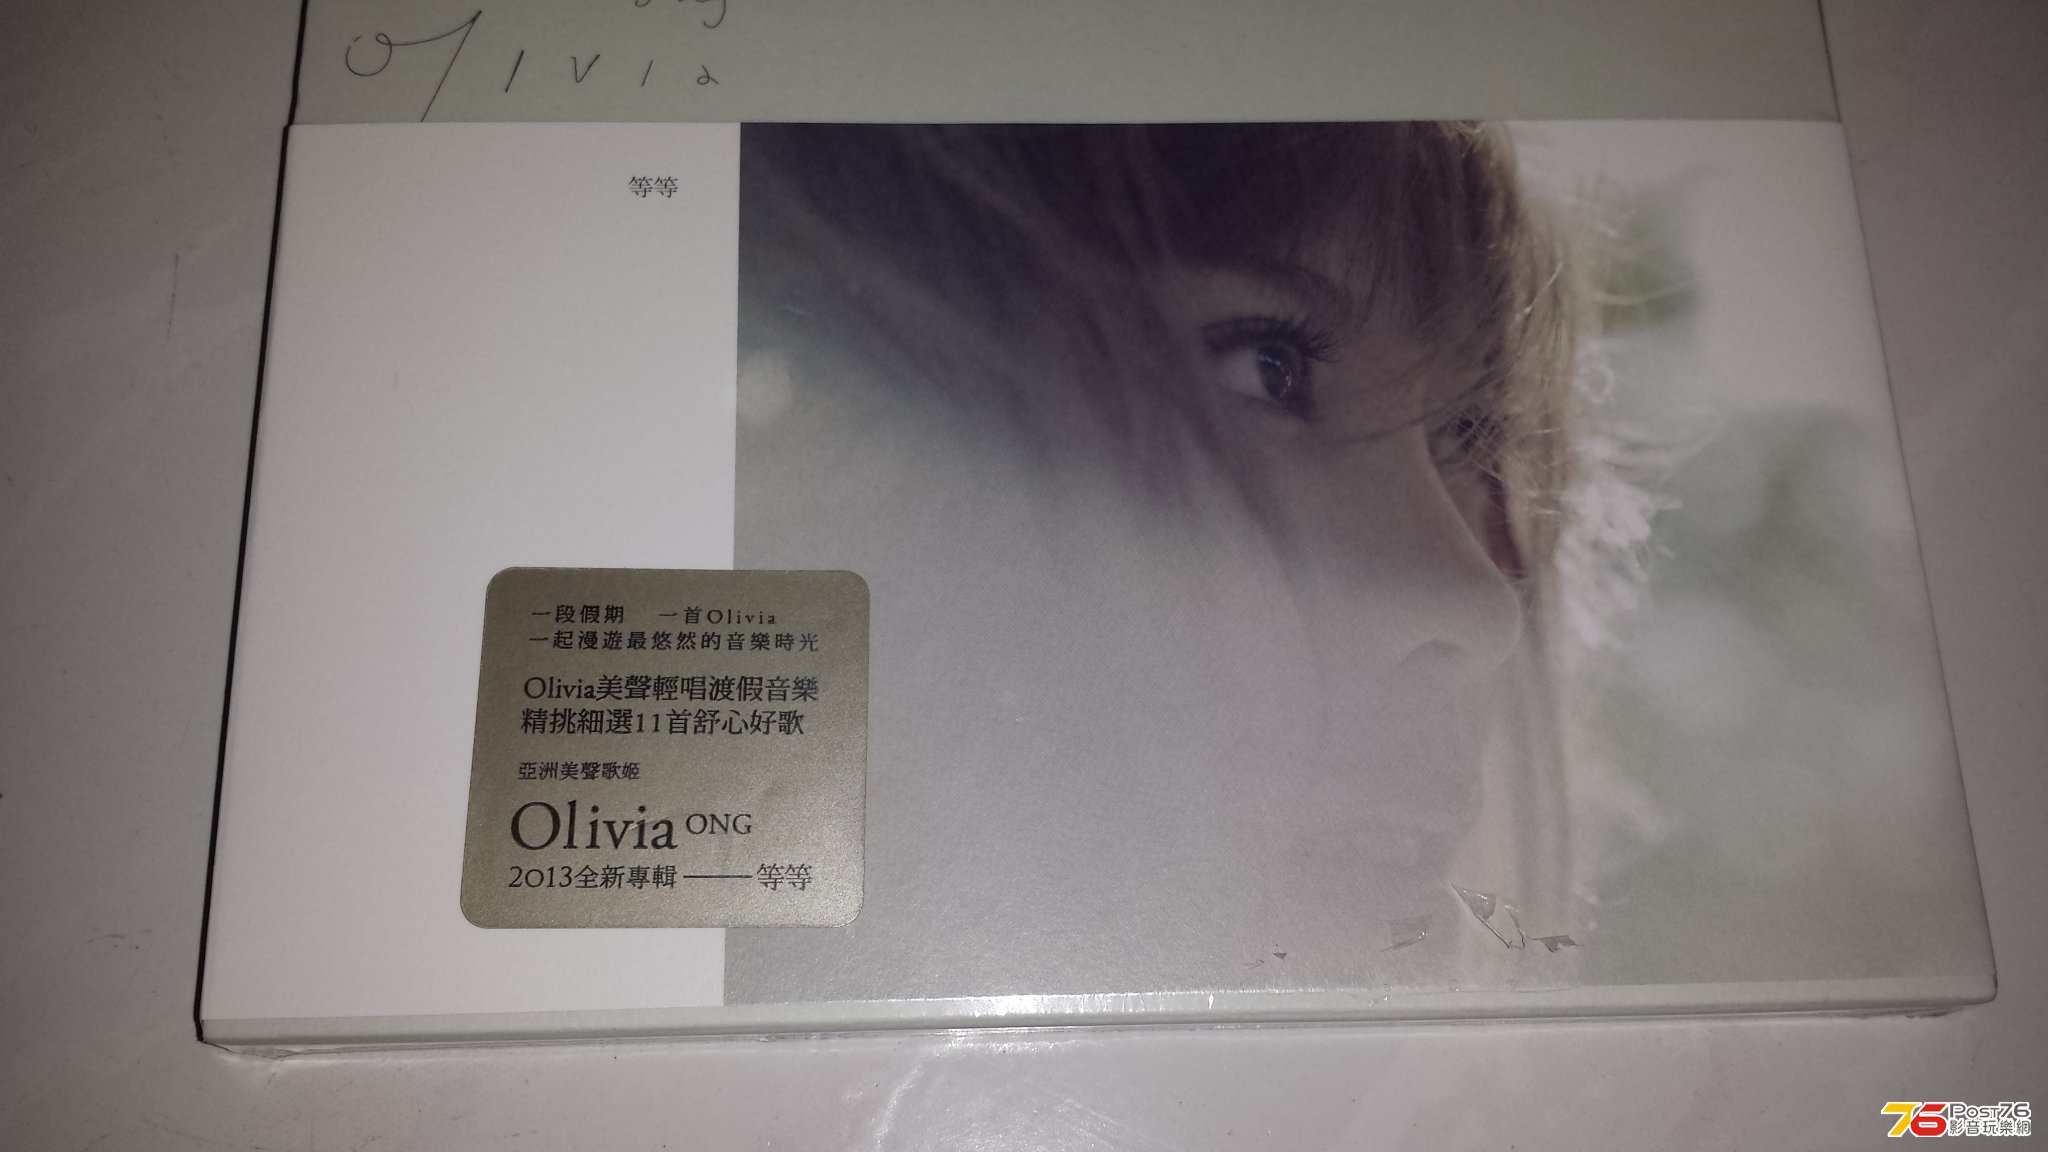 Ong
Olivia
等等
一段假期 一首Olivia
一起漫遊最悠然的音樂時光
Olivia美聲輕唱渡假音樂
精挑細選11首舒心好歌
亞洲美聲歌姬
Olivia ONG
2013全新專輯——等等
76 Post76
影音玩樂網